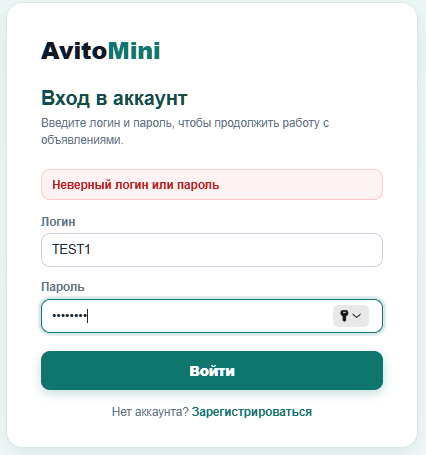 AvitoMini
Вход в аккаунт
Введите логин и пароль, чтобы продолжить работу с
объявлениями.
Неверный логин или пароль
Логин
TEST1
Пароль
••••••••
Войти
Нет аккаунта? Зарегистрироваться